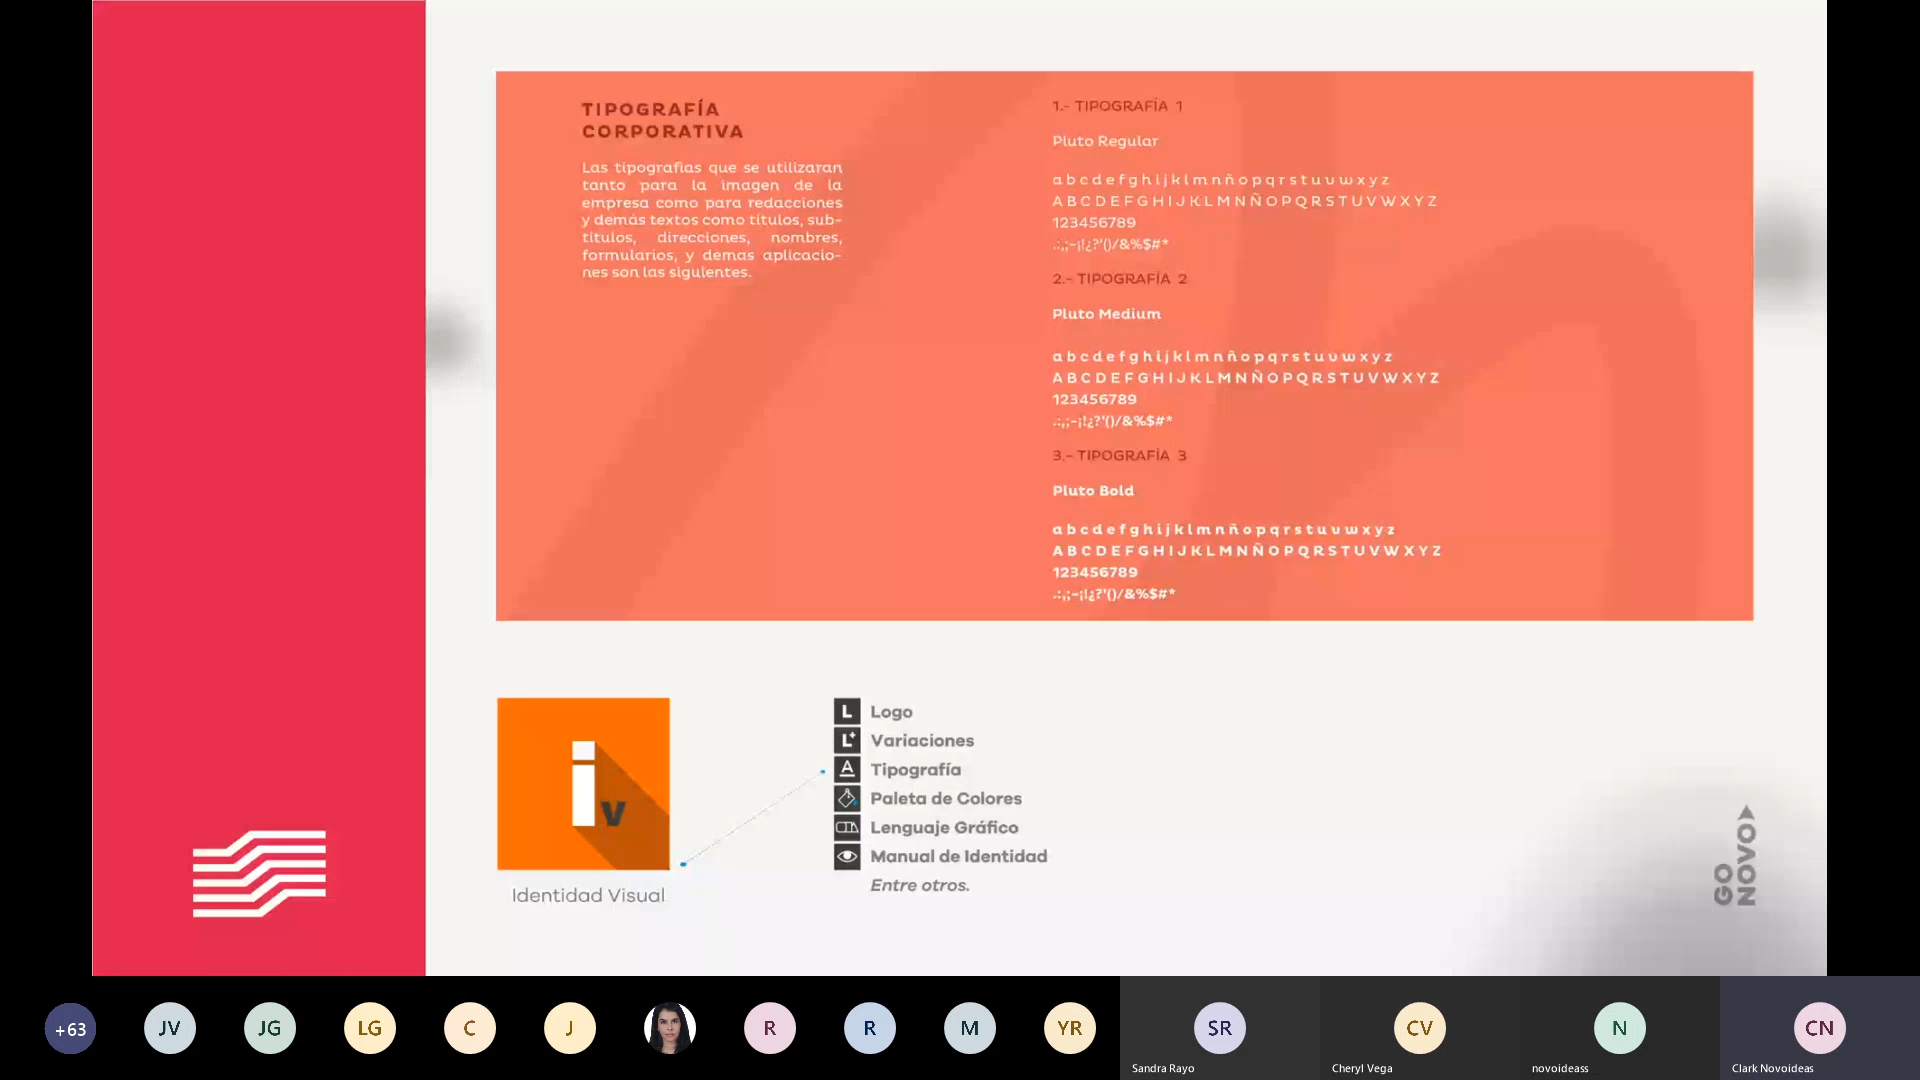 TIPOGRAFÍA
CORPORATIVA
Las tipografias que se utilizaran
tanto para la imagen de la
empresa como para redacciones
y demás textos como titulos, sub-
titulos, direcciones, nombres,
formularios, y demas aplicacio-
nes son las siguientes.
1.- TIPOGRAFÍA 1
Pluto Regular
a b c d e f g h i j k l m n ñ o p q r s t u v w x y z
A B C D E F G H I J K L M N Ñ O P Q R S T U V W X Y Z
123456789
.:,;-¡!¿?'()/&%$#*
2.- TIPOGRAFÍA 2
Pluto Medium
a b c d e f g h i j k l m n ñ o p q r s t u v w x y z
A B C D E F G H I J K L M N Ñ O P Q R S T U V W X Y Z
123456789
.:,;-¡!¿?'()/&%$#*
3.- TIPOGRAFÍA 3
Pluto Bold
a b c d e f g h i j k l m n ñ o p q r s t u v w x y z
A B C D E F G H I J K L M N Ñ O P Q R S T U V W X Y Z
123456789
.:,;-¡!¿?'()/&%$#*
iv
Identidad Visual
L Logo
L+ Variaciones
A Tipografía
Paleta de Colores
Lenguaje Gráfico
Manual de Identidad
Entre otros.
GO
NOVO
+63 JV JG LG C J R R M YR SR CV N CN
Sandra Rayo Cheryl Vega novoideass Clark Novoideas